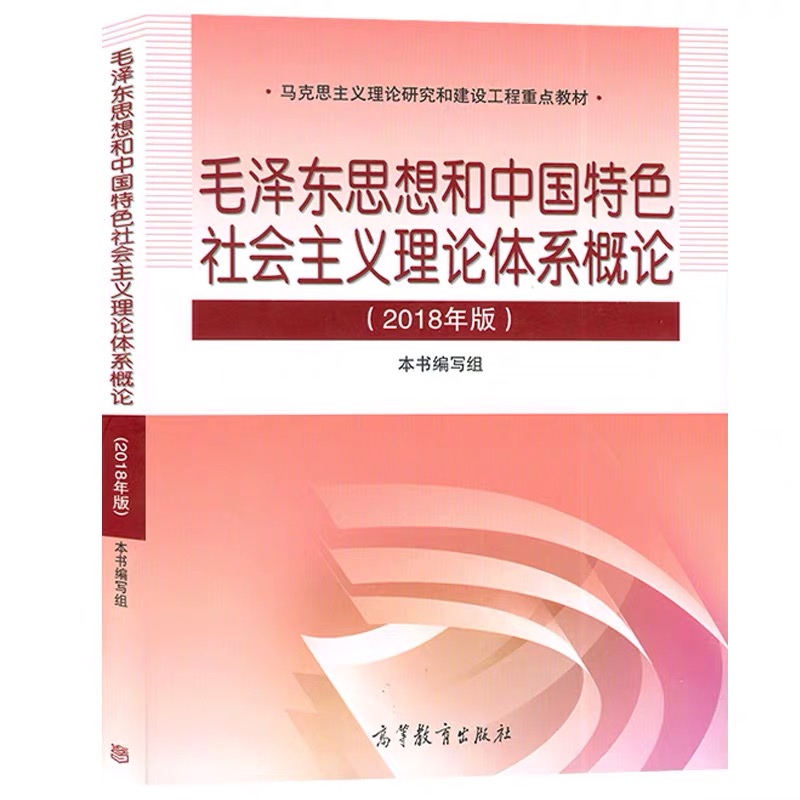 毛泽东思想和中国特色社会主义理论体系概论
(2018年版)
本书编写组
·马克思主义理论研究和建设工程重点教材·
毛泽东思想和中国特色
社会主义理论体系概论
(2018年版)
本书编写组
高等教育出版社